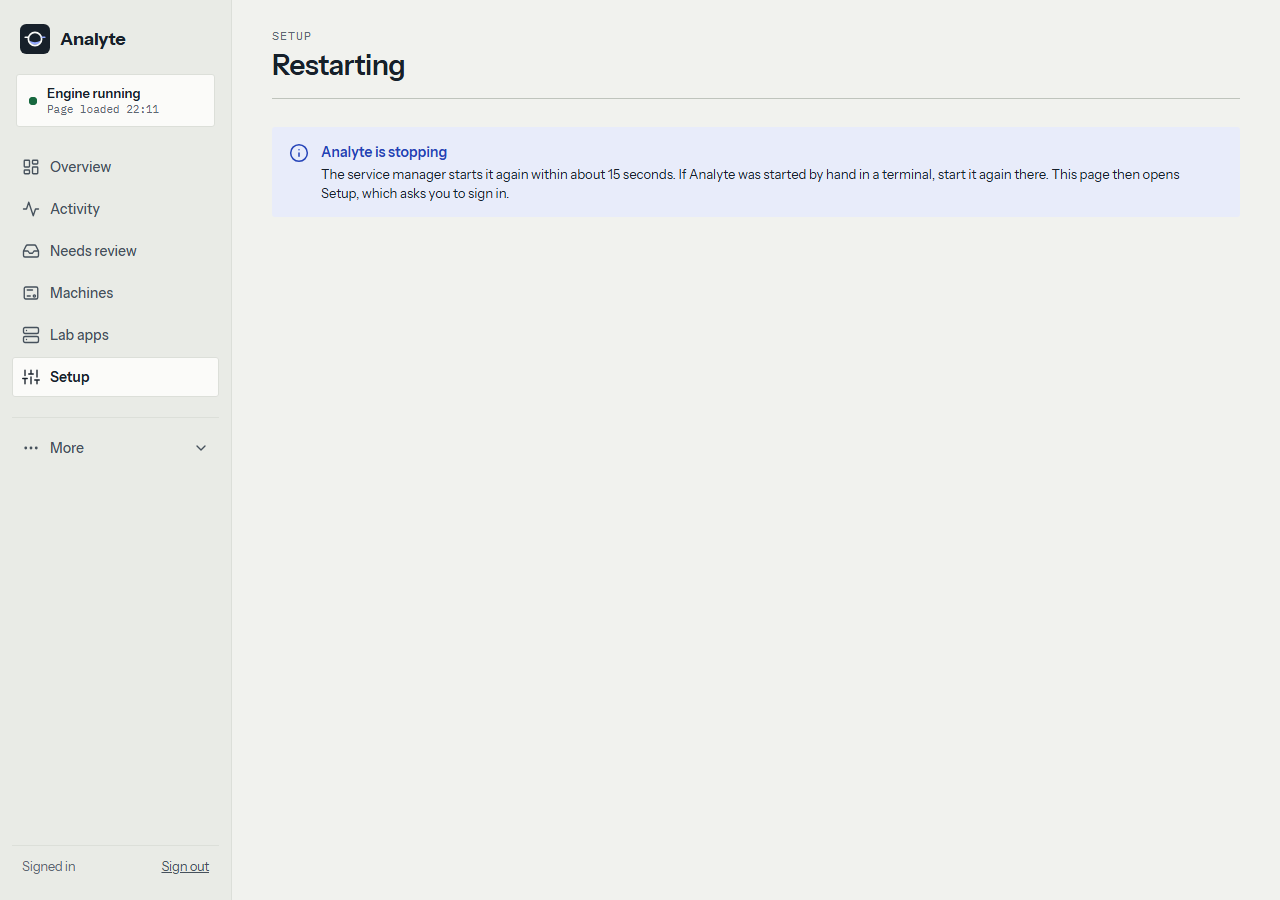 Analyte
Engine running
Page loaded 22:11
Overview
Activity
Needs review
Machines
Lab apps
Setup
More
Signed in
Sign out
SETUP
Restarting
Analyte is stopping
The service manager starts it again within about 15 seconds. If Analyte was started by hand in a terminal, start it again there. This page then opens
Setup, which asks you to sign in.